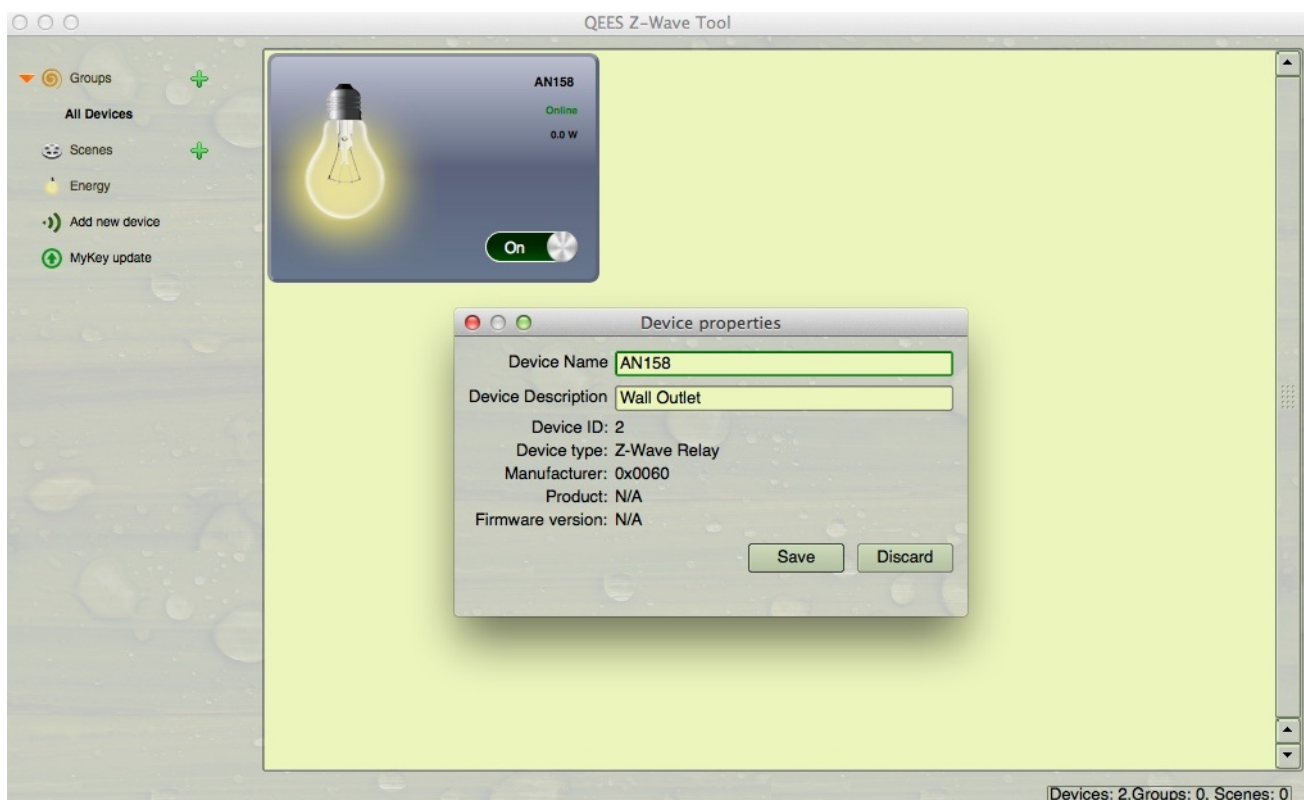 QEES Z-Wave Tool
Groups
All Devices
Scenes
Energy
Add new device
MyKey update
AN158
Online
0.0 W
On
Device properties
Device Name AN158
Device Description Wall Outlet
Device ID: 2
Device type: Z-Wave Relay
Manufacturer: 0x0060
Product: N/A
Firmware version: N/A
Save Discard
Devices: 2,Groups: 0, Scenes: 0